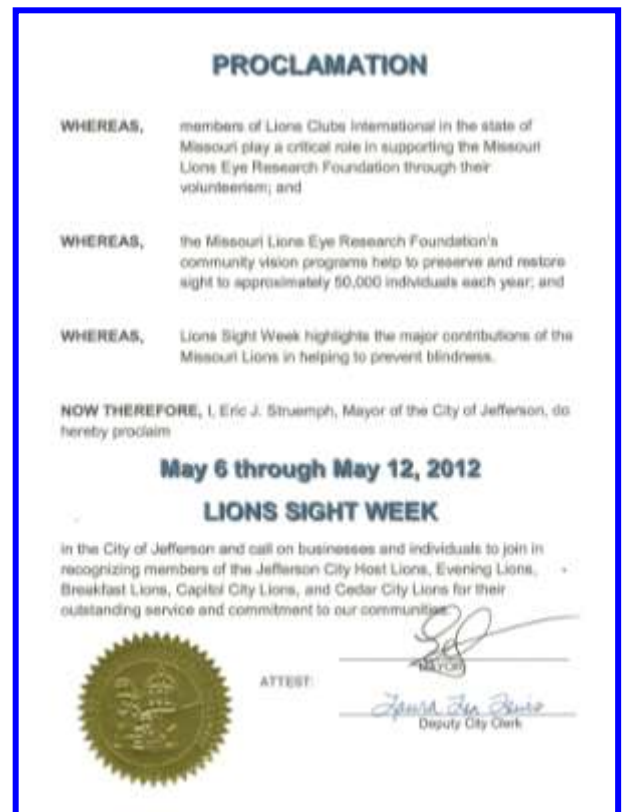 PROCLAMATION
WHEREAS, members of Lions Clubs International in the state of
Missouri play a critical role in supporting the Missouri
Lions Eye Research Foundation through their
volunteerism; and
WHEREAS, the Missouri Lions Eye Research Foundation's
community vision programs help to preserve and restore
sight to approximately 50,000 individuals each year; and
WHEREAS, Lions Sight Week highlights the major contributions of the
Missouri Lions in helping to prevent blindness.
NOW THEREFORE, I, Eric J. Struemph, Mayor of the City of Jefferson, do
hereby proclaim
May 6 through May 12, 2012
LIONS SIGHT WEEK
in the City of Jefferson and call on businesses and individuals to join in
recognizing members of the Jefferson City Host Lions, Evening Lions,
Breakfast Lions, Capitol City Lions, and Cedar City Lions for their
outstanding service and commitment to our communities.
MAYOR
ATTEST:
Deputy City Clerk